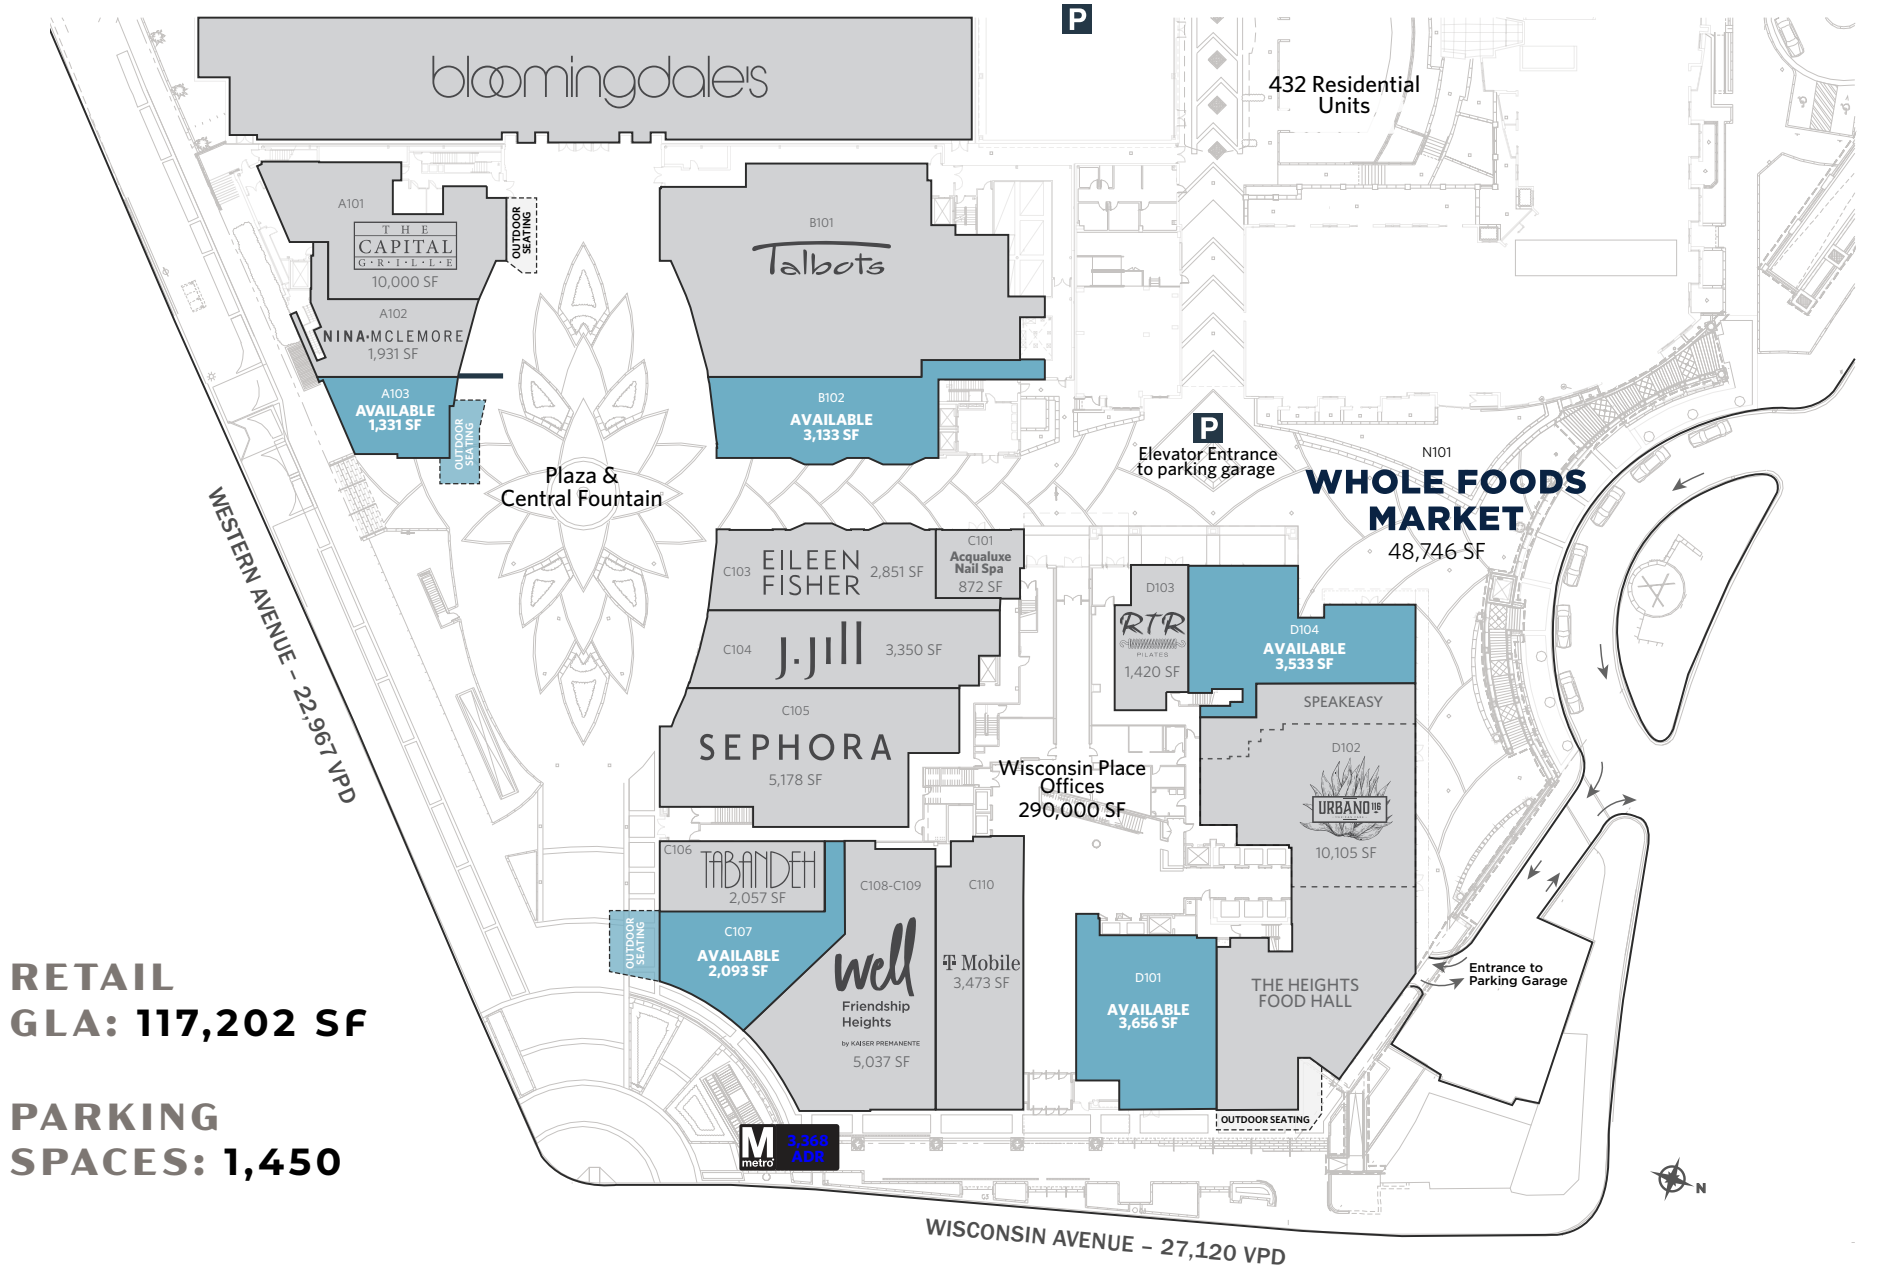 P
bloomingdale's
432 Residential
Units
A101
THE
CAPITAL
G·R·I·L·L·E
10,000 SF
OUTDOOR
SEATING
B101
Talbots
A102
NINA·MCLEMORE
1,931 SF
A103
AVAILABLE
1,331 SF
OUTDOOR
SEATING
B102
AVAILABLE
3,133 SF
Plaza &
Central Fountain
P
Elevator Entrance
to parking garage
N101
WHOLE FOODS
MARKET
48,746 SF
WESTERN AVENUE – 22,967 VPD
C103
EILEEN
FISHER
2,851 SF
C101
Acqualuxe
Nail Spa
872 SF
C104
J.Jill
3,350 SF
D103
RTR
PILATES
1,420 SF
D104
AVAILABLE
3,533 SF
C105
SEPHORA
5,178 SF
SPEAKEASY
D102
URBANO 116
10,105 SF
Wisconsin Place
Offices
290,000 SF
C106
TABANDEH
2,057 SF
C107
AVAILABLE
2,093 SF
OUTDOOR
SEATING
C108-C109
well
Friendship
Heights
by KAISER PREMANENTE
5,037 SF
C110
T Mobile
3,473 SF
D101
AVAILABLE
3,656 SF
THE HEIGHTS
FOOD HALL
Entrance to
Parking Garage
OUTDOOR SEATING
RETAIL
GLA: 117,202 SF
PARKING
SPACES: 1,450
M
metro
3,368
ADR
N
WISCONSIN AVENUE – 27,120 VPD